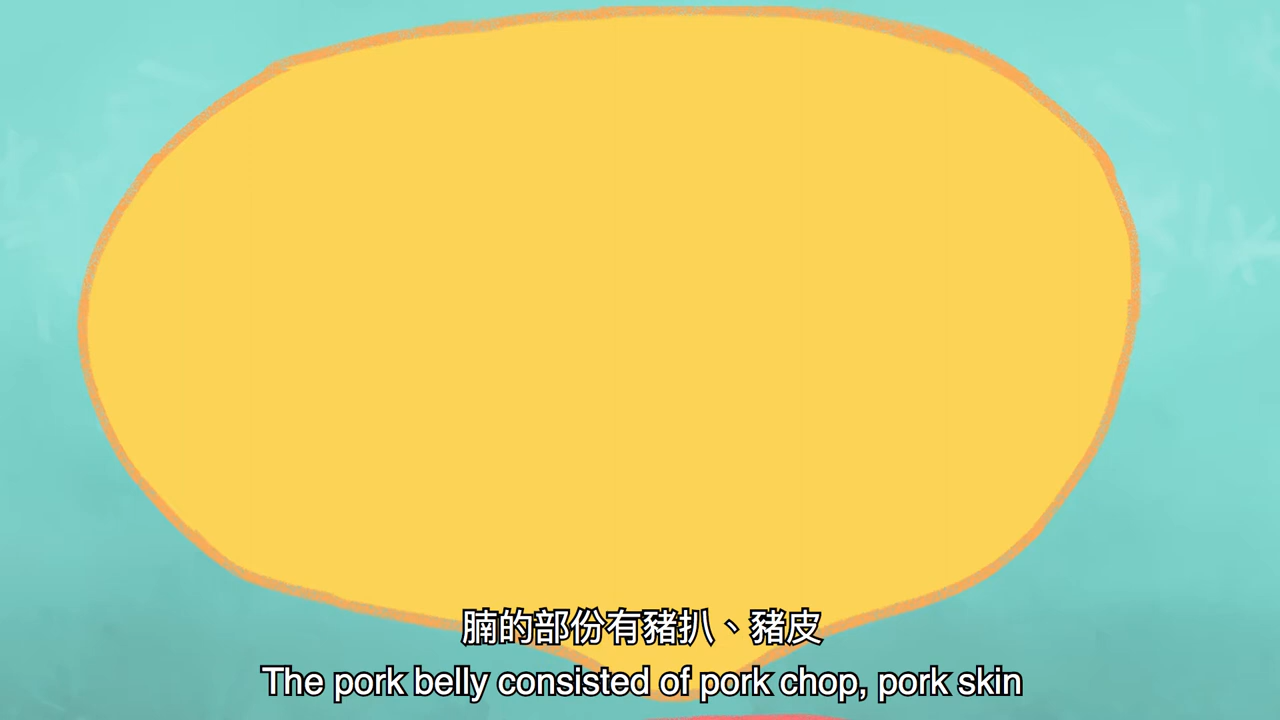 腩的部份有豬扒、豬皮
The pork belly consisted of pork chop, pork skin